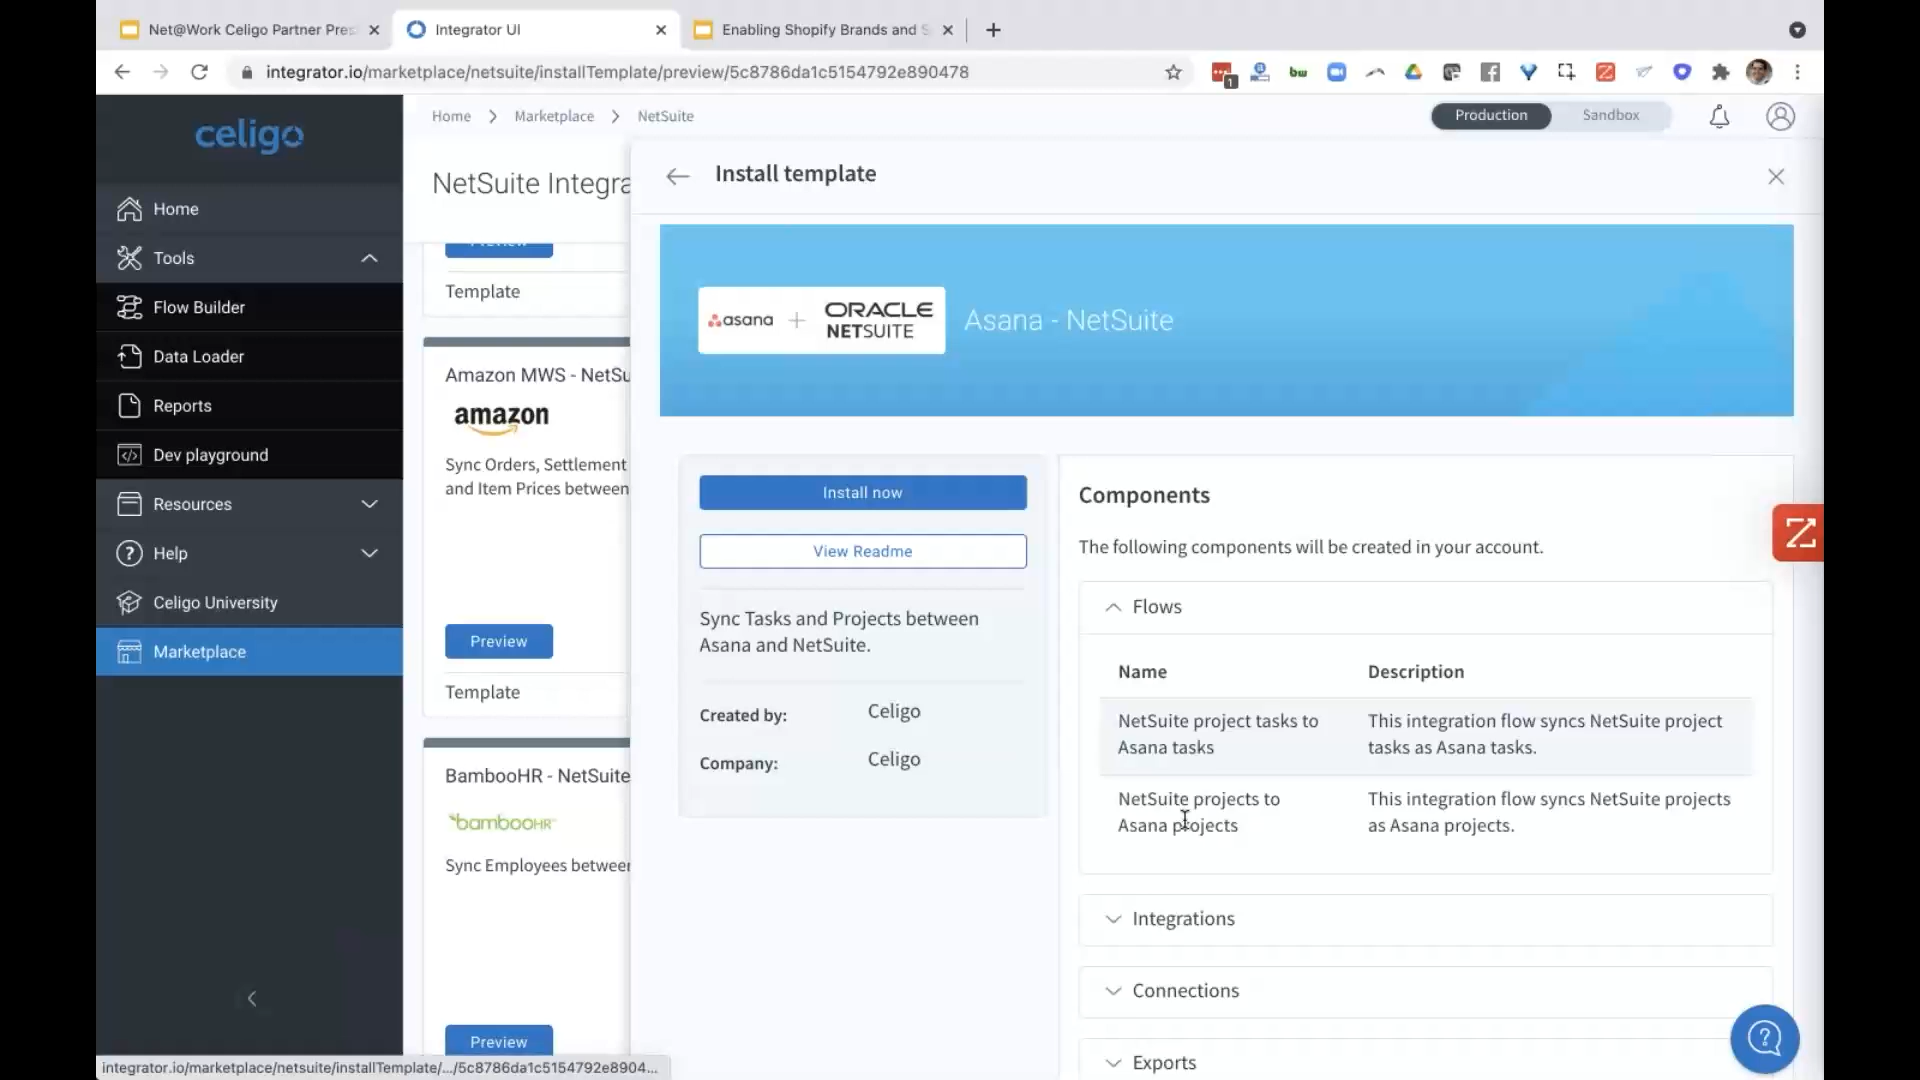 Net@Work Celigo Partner Pres
Integrator UI
Enabling Shopify Brands and S
integrator.io/marketplace/netsuite/installTemplate/preview/5c8786da1c5154792e890478
1
bw
celigo
Home
Tools
Flow Builder
Data Loader
Reports
Dev playground
Resources
Help
Celigo University
Marketplace
Home > Marketplace > NetSuite
Production
Sandbox
NetSuite Integra
Preview
Template
Amazon MWS - NetSu
amazon
Sync Orders, Settlement
and Item Prices between
Preview
Template
BambooHR - NetSuite
bambooHR
Sync Employees between
Preview
Install template
asana + ORACLE
NETSUITE
Asana - NetSuite
Install now
View Readme
Sync Tasks and Projects between
Asana and NetSuite.
Created by: Celigo
Company: Celigo
Components
The following components will be created in your account.
Flows
Name Description
NetSuite project tasks to
Asana tasks
This integration flow syncs NetSuite project
tasks as Asana tasks.
NetSuite projects to
Asana projects
This integration flow syncs NetSuite projects
as Asana projects.
Integrations
Connections
Exports
integrator.io/marketplace/netsuite/installTemplate/.../5c8786da1c5154792e8904...